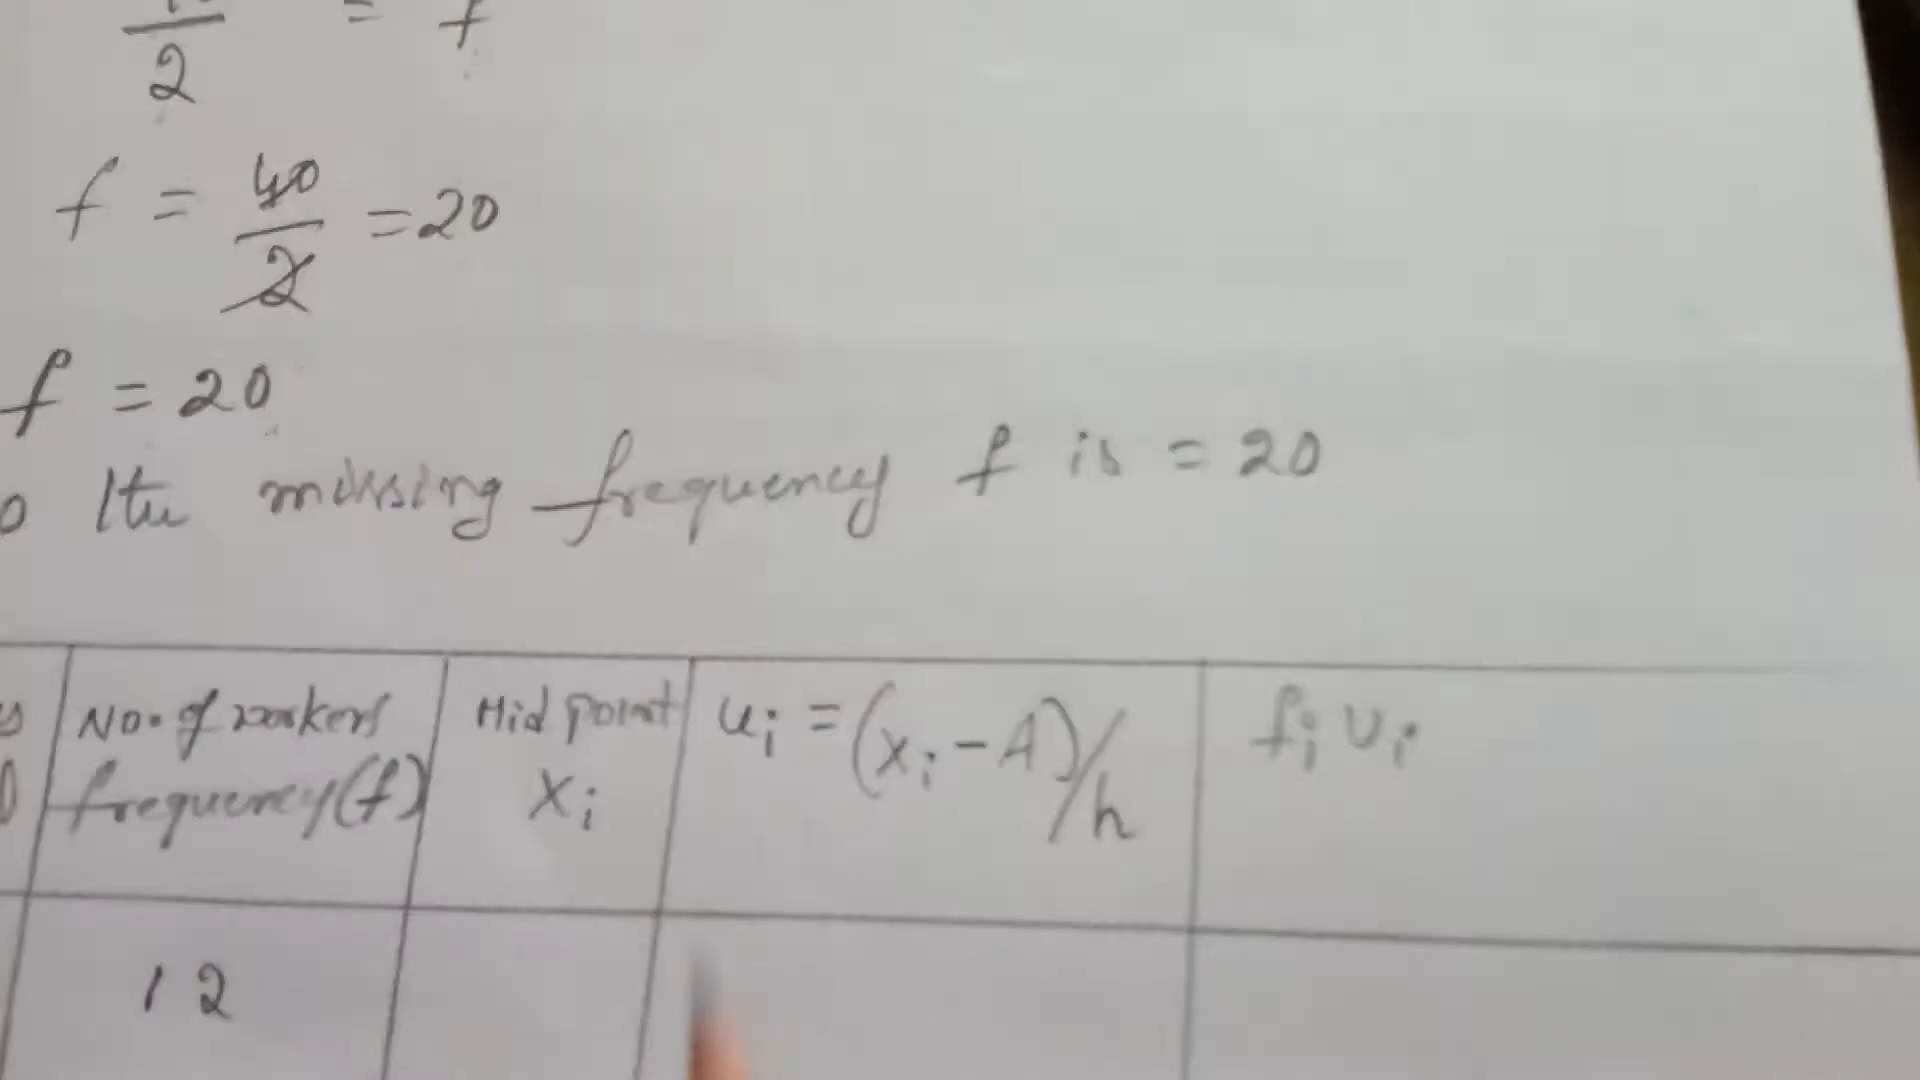 2 = f
f = 40/2 = 20
f = 20
missing frequency f is = 20
No. of workers frequency (f)
Mid point xi
ui = (xi - A)/h
fi ui
12